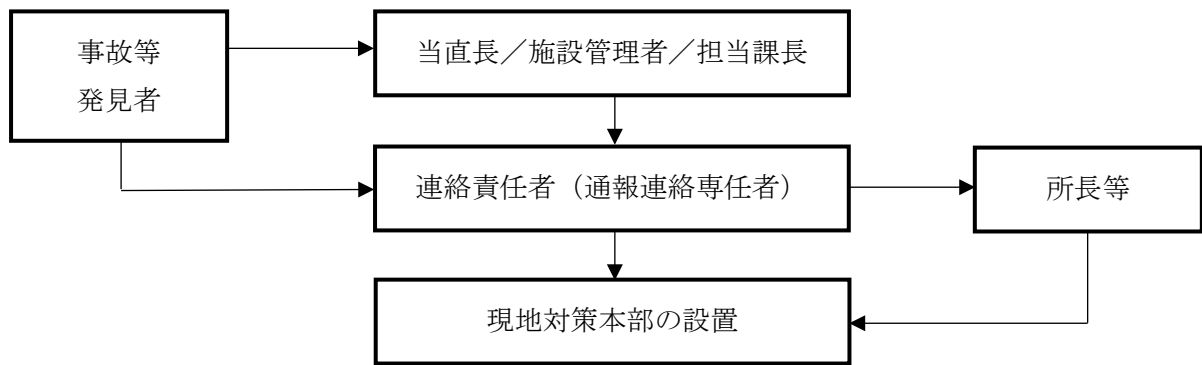 事故等
発見者
当直長／施設管理者／担当課長
連絡責任者（通報連絡専任者）
所長等
現地対策本部の設置